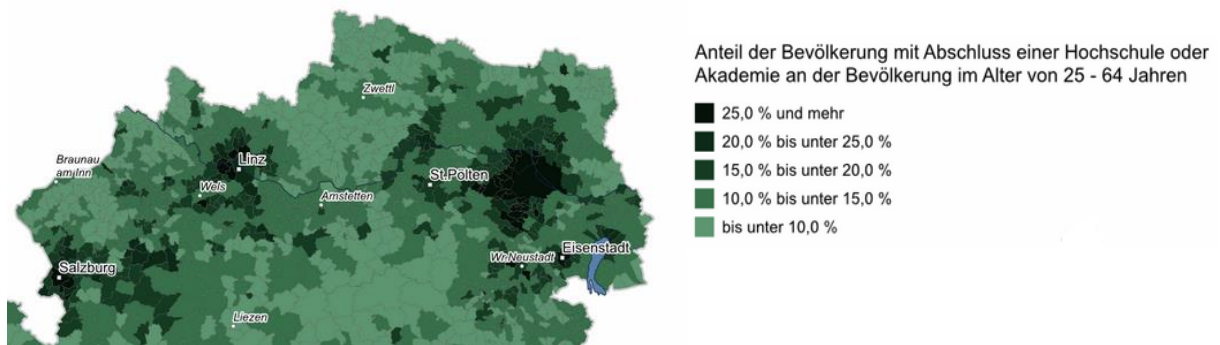 Anteil der Bevölkerung mit Abschluss einer Hochschule oder
Akademie an der Bevölkerung im Alter von 25 - 64 Jahren
25,0 % und mehr
20,0 % bis unter 25,0 %
15,0 % bis unter 20,0 %
10,0 % bis unter 15,0 %
bis unter 10,0 %
Zwettl
Braunau
am Inn
Linz
Wels
St.Pölten
Amstetten
Wr.Neustadt
Eisenstadt
Salzburg
Liezen